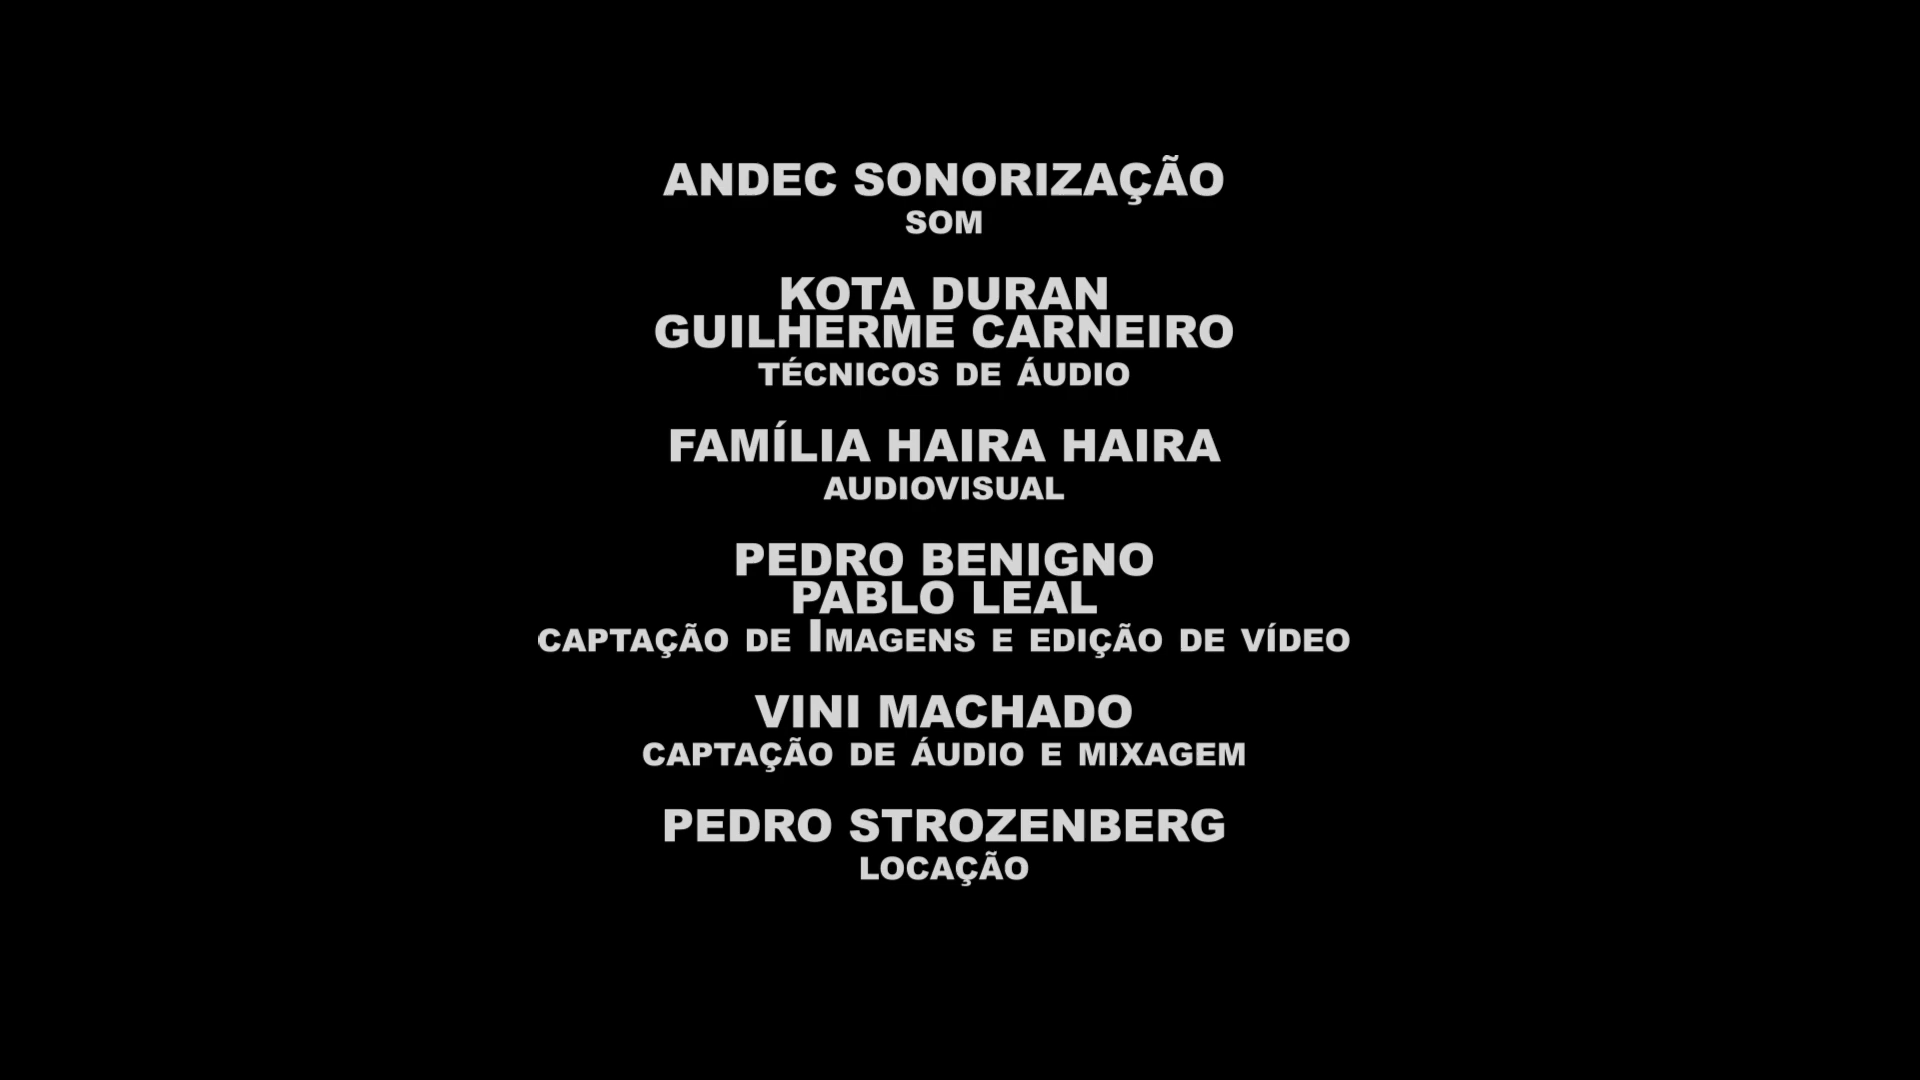 ANDEC SONORIZAÇÃO
SOM
KOTA DURAN
GUILHERME CARNEIRO
TÉCNICOS DE ÁUDIO
FAMÍLIA HAIRA HAIRA
AUDIOVISUAL
PEDRO BENIGNO
PABLO LEAL
CAPTAÇÃO DE IMAGENS E EDIÇÃO DE VÍDEO
VINI MACHADO
CAPTAÇÃO DE ÁUDIO E MIXAGEM
PEDRO STROZENBERG
LOCAÇÃO